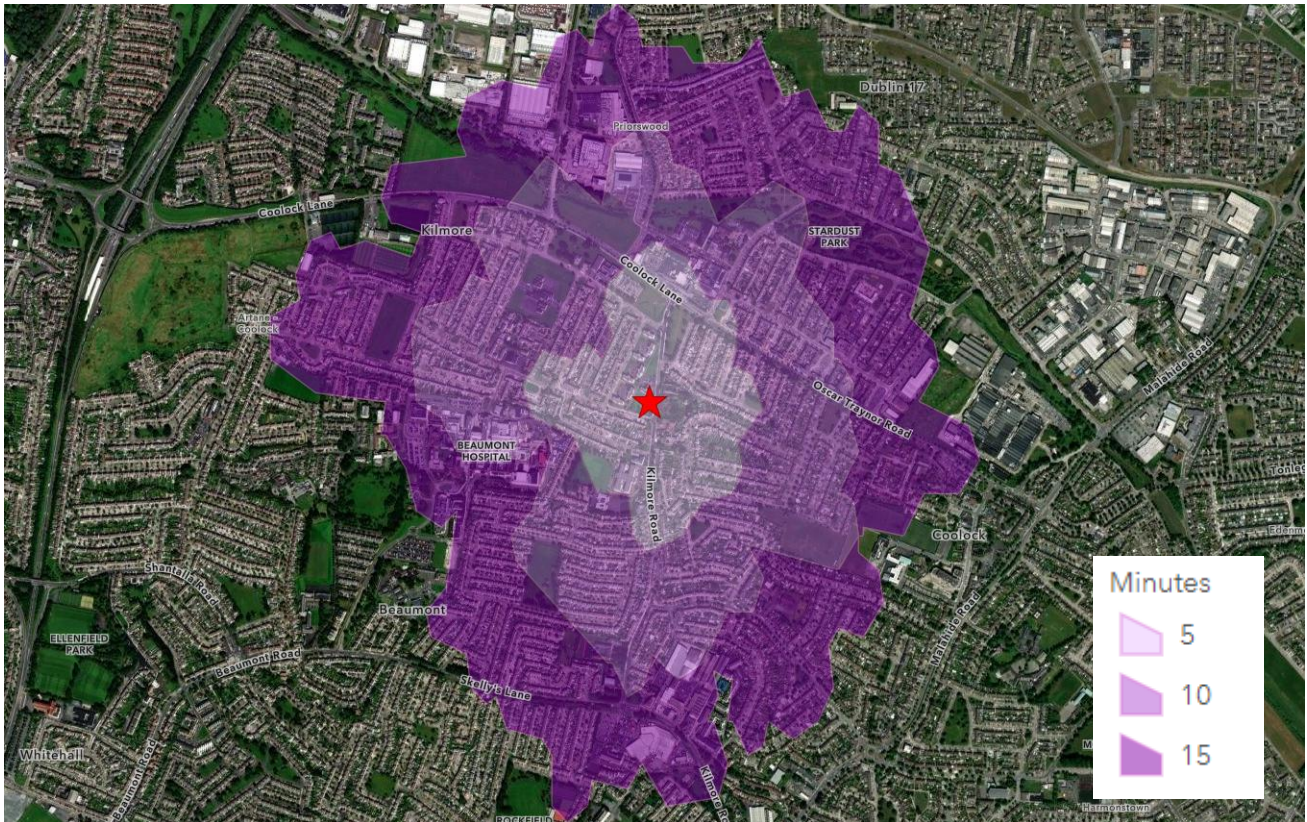 Dublin 17
Priorswood
Coolock Lane
Kilmore
STARDUST
PARK
Coolock Lane
Artane -
Coolock
Malahide Road
Oscar Traynor Road
BEAUMONT
HOSPITAL
Kilmore Road
Coolock
Shantalla Road
Beaumont
Malahide Road
ELLENFIELD
PARK
Beaumont Road
Skelly's Lane
Whitehall
Beaumont Road
Kilmore
ROCKFIELD
Harmonstown
Minutes
5
10
15